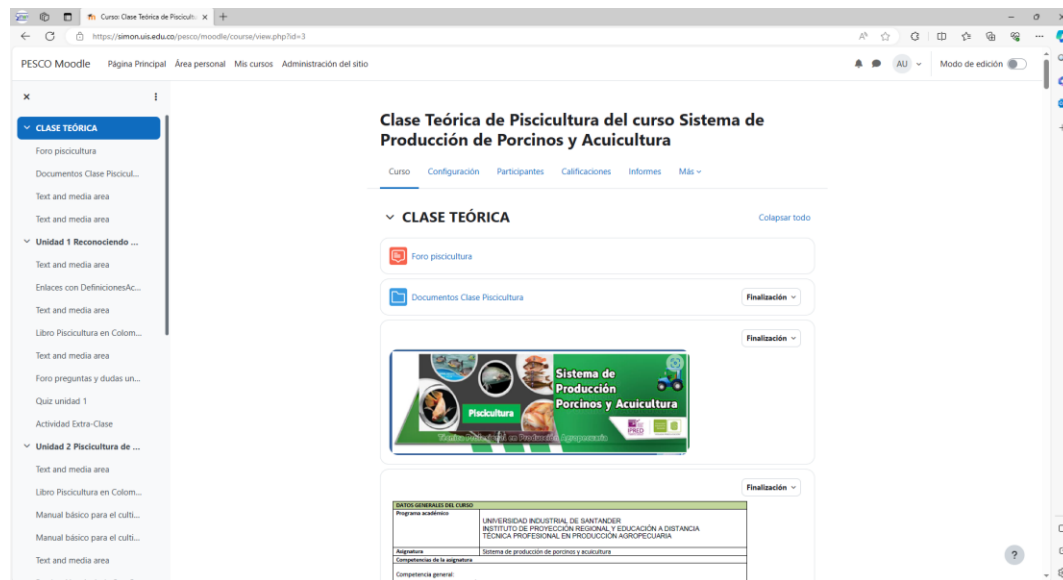 Curso: Clase Teórica de Piscicultu
https://simon.uis.edu.co/pesco/moodle/course/view.php?id=3
PESCO Moodle Página Principal Área personal Mis cursos Administración del sitio
AU
Modo de edición
CLASE TEÓRICA
Foro piscicultura
Documentos Clase Piscicul...
Text and media area
Text and media area
Unidad 1 Reconociendo ...
Text and media area
Enlaces con DefinicionesAc...
Text and media area
Libro Piscicultura en Colom...
Text and media area
Foro preguntas y dudas un...
Quiz unidad 1
Actividad Extra-Clase
Unidad 2 Piscicultura de ...
Text and media area
Libro Piscicultura en Colom...
Manual básico para el culti...
Manual básico para el culti...
Text and media area
Clase Teórica de Piscicultura del curso Sistema de
Producción de Porcinos y Acuicultura
Curso Configuración Participantes Calificaciones Informes Más
CLASE TEÓRICA
Colapsar todo
Foro piscicultura
Documentos Clase Piscicultura
Finalización
Finalización
Piscicultura
Sistema de
Producción
Porcinos y Acuicultura
Técnica Profesional en Producción Agropecuaria
IPRED
Finalización
DATOS GENERALES DEL CURSO
Programa académico
UNIVERSIDAD INDUSTRIAL DE SANTANDER
INSTITUTO DE PROYECCIÓN REGIONAL Y EDUCACIÓN A DISTANCIA
TÉCNICA PROFESIONAL EN PRODUCCIÓN AGROPECUARIA
Asignatura
Sistema de producción de porcinos y acuicultura
Competencias de la asignatura
Competencia general:
?